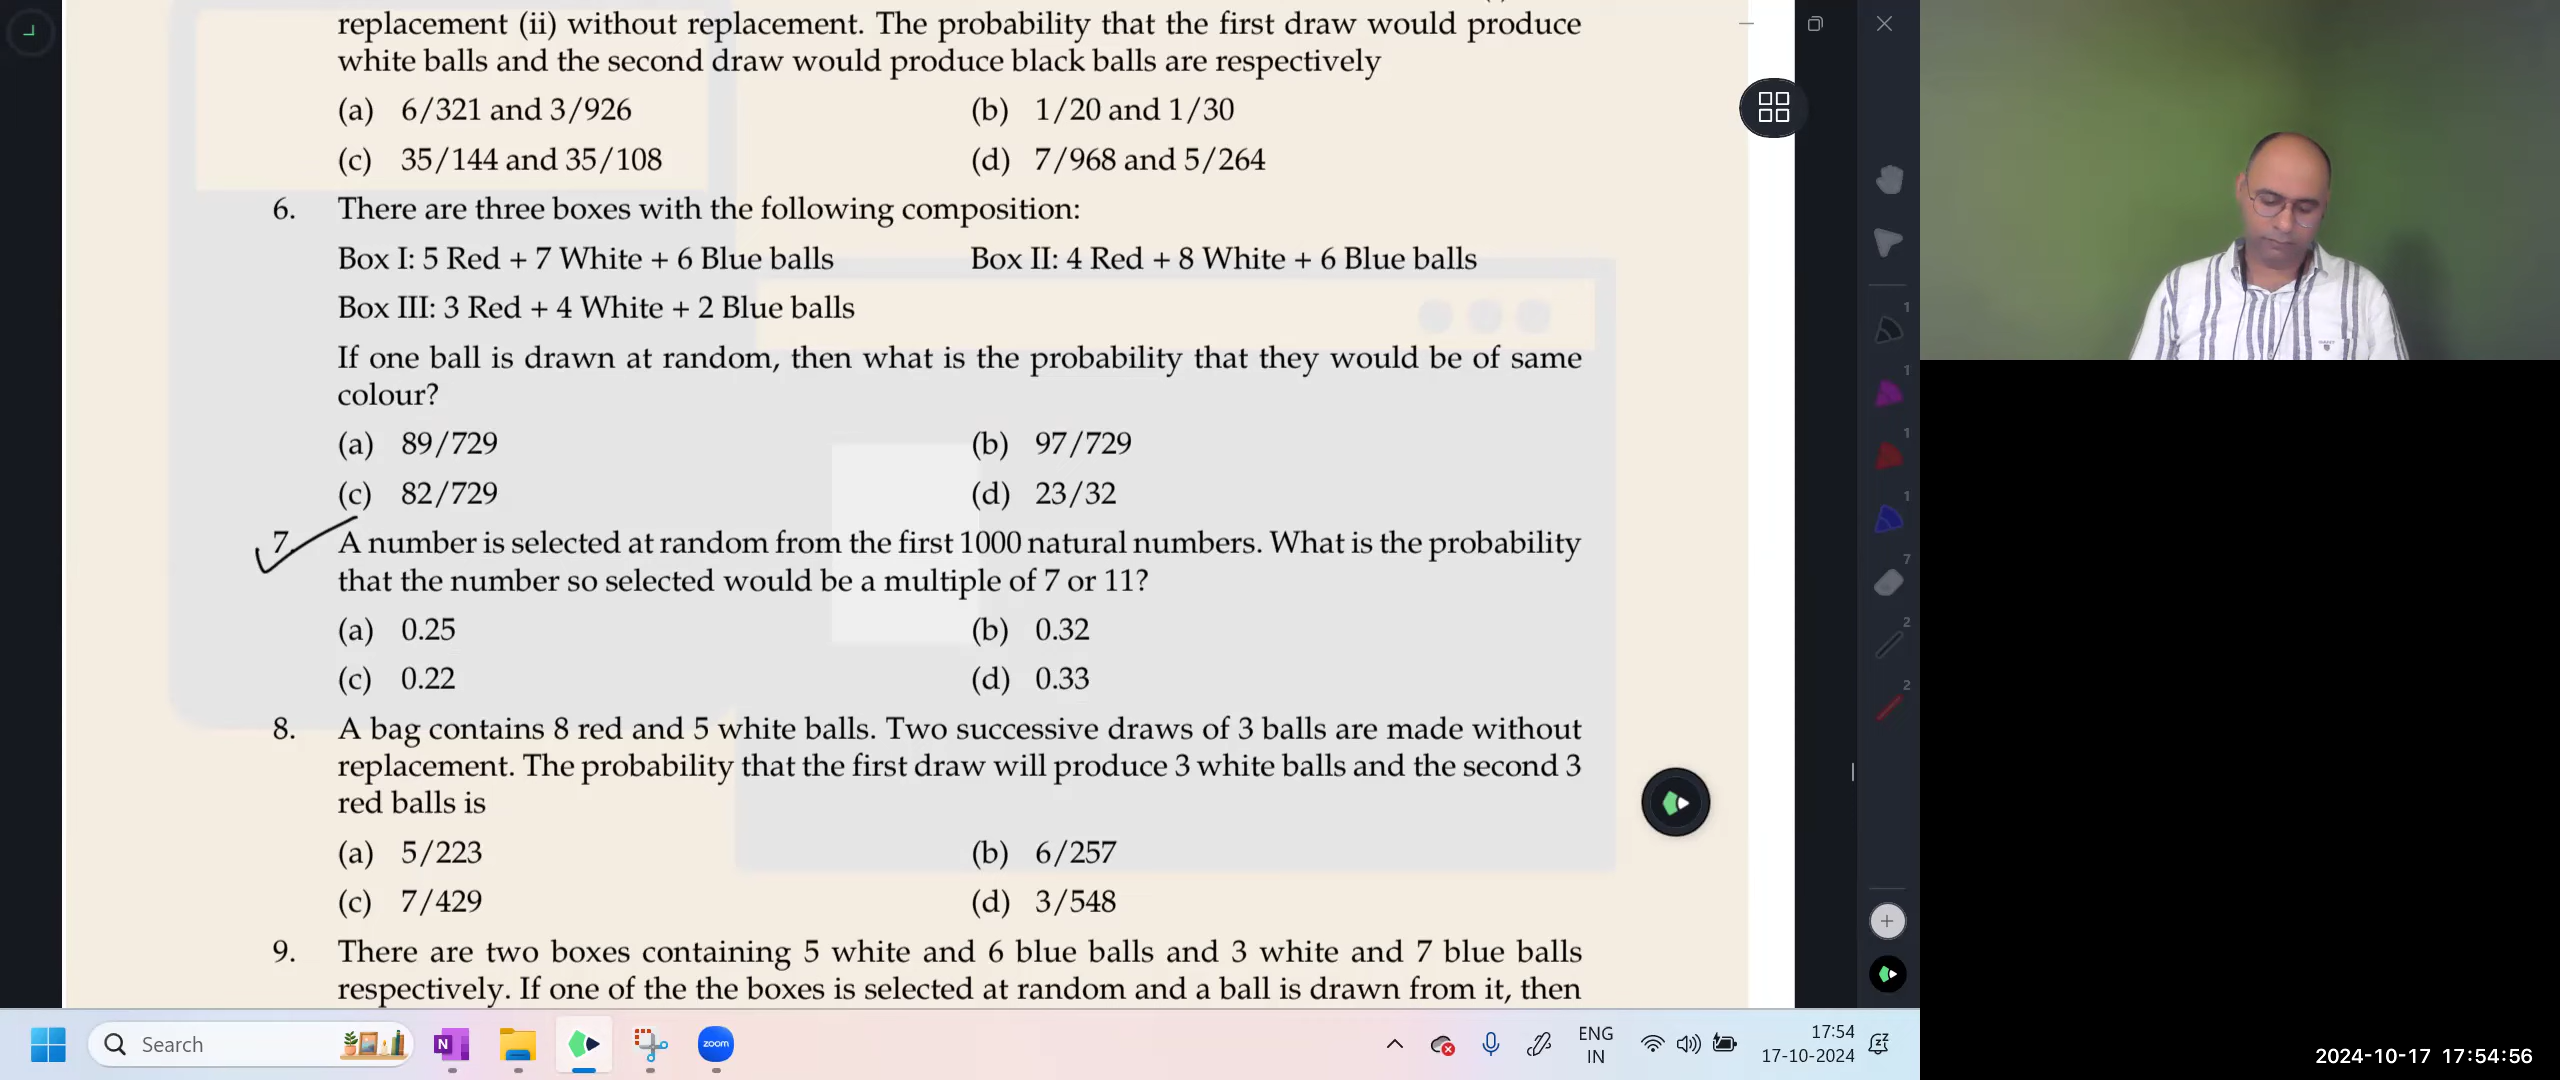 replacement (ii) without replacement. The probability that the first draw would produce
white balls and the second draw would produce black balls are respectively
(a) 6/321 and 3/926
(b) 1/20 and 1/30
(c) 35/144 and 35/108
(d) 7/968 and 5/264
6. There are three boxes with the following composition:
Box I: 5 Red + 7 White + 6 Blue balls
Box II: 4 Red + 8 White + 6 Blue balls
Box III: 3 Red + 4 White + 2 Blue balls
If one ball is drawn at random, then what is the probability that they would be of same
colour?
(a) 89/729
(b) 97/729
(c) 82/729
(d) 23/32
7. A number is selected at random from the first 1000 natural numbers. What is the probability
that the number so selected would be a multiple of 7 or 11?
(a) 0.25
(b) 0.32
(c) 0.22
(d) 0.33
8. A bag contains 8 red and 5 white balls. Two successive draws of 3 balls are made without
replacement. The probability that the first draw will produce 3 white balls and the second 3
red balls is
(a) 5/223
(b) 6/257
(c) 7/429
(d) 3/548
9. There are two boxes containing 5 white and 6 blue balls and 3 white and 7 blue balls
respectively. If one of the the boxes is selected at random and a ball is drawn from it, then
1
1
1
1
7
2
2
Search
N
zoom
ENG
IN
17:54
17-10-2024
2024-10-17 17:54:56